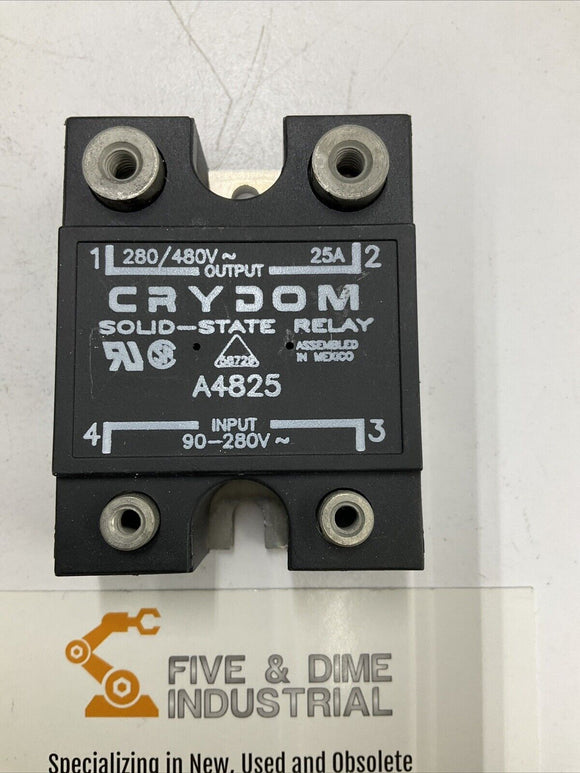 1 280/480V~ 25A 2
OUTPUT
CRYDOM
SOLID-STATE RELAY
ASSEMBLED
IN MEXICO
68728
A4825
4 INPUT 3
90-280V~
FIVE & DIME
INDUSTRIAL
Specializing in New, Used and Obsolete